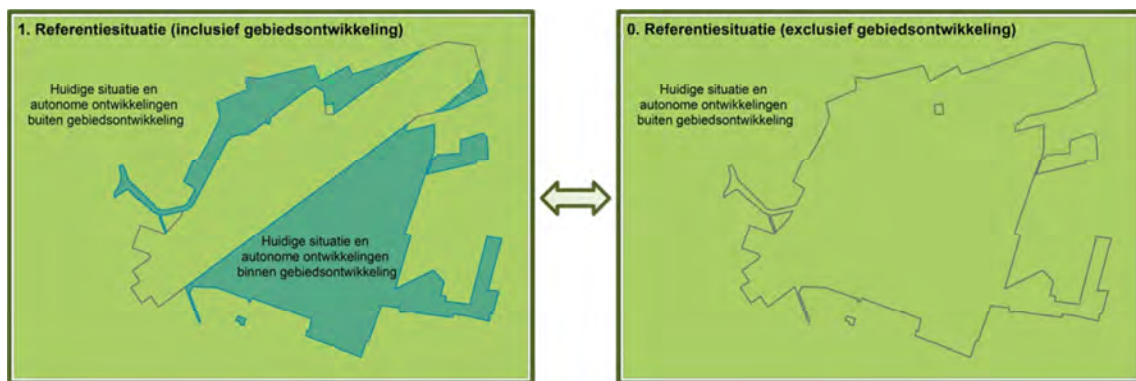 1. Referentiesituatie (inclusief gebiedsontwikkeling)
Huidige situatie en
autonome ontwikkelingen
buiten gebiedsontwikkeling
Huidige situatie en
autonome ontwikkelingen
binnen gebiedsontwikkeling
0. Referentiesituatie (exclusief gebiedsontwikkeling)
Huidige situatie en
autonome ontwikkelingen
buiten gebiedsontwikkeling